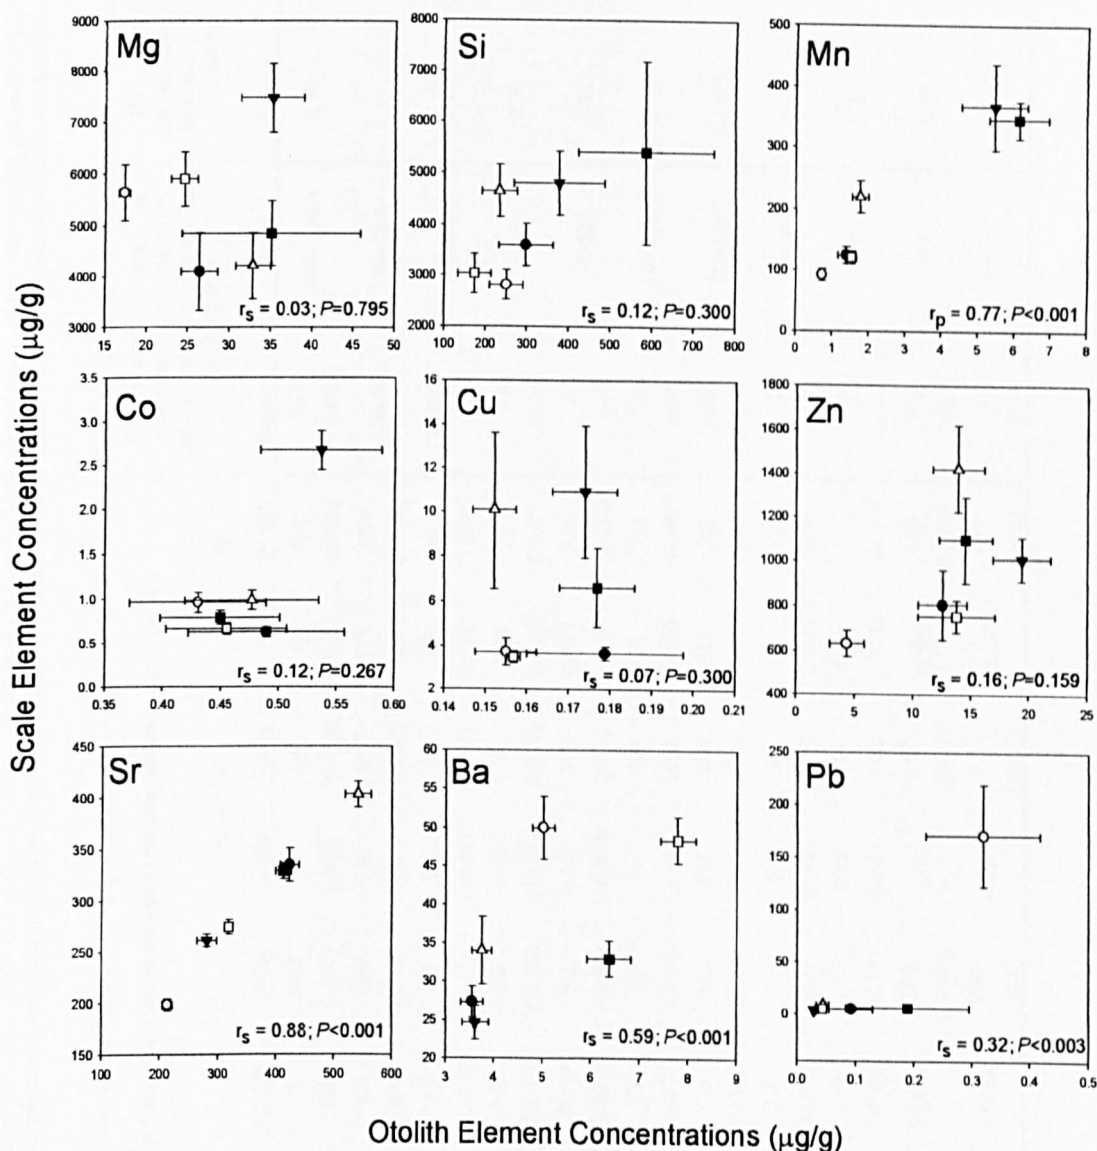 Scale Element Concentrations (µg/g)
Mg
9000
8000
7000
6000
5000
4000
3000
10 15 20 25 30 35 40 45 50
rs = 0.03; P=0.795
Si
8000
7000
6000
5000
4000
3000
2000
100 200 300 400 500 600 700 800
rs = 0.12; P=0.300
Mn
500
400
300
200
100
0
0 1 2 3 4 5 6 7 8
rp = 0.77; P<0.001
Co
3.5
3.0
2.5
2.0
1.5
1.0
0.5
0.0
0.35 0.40 0.45 0.50 0.55 0.60
rs = 0.12; P=0.267
Cu
16
14
12
10
8
6
4
2
0.14 0.15 0.16 0.17 0.18 0.19 0.20 0.21
rs = 0.07; P=0.300
Zn
1800
1600
1400
1200
1000
800
600
400
0 5 10 15 20 25
rs = 0.16; P=0.159
Sr
450
400
350
300
250
200
150
100 200 300 400 500 600
rs = 0.88; P<0.001
Ba
60
55
50
45
40
35
30
25
20
3 4 5 6 7 8 9
rs = 0.59; P<0.001
Pb
250
200
150
100
50
0
0.0 0.1 0.2 0.3 0.4 0.5
rs = 0.32; P<0.003
Otolith Element Concentrations (µg/g)